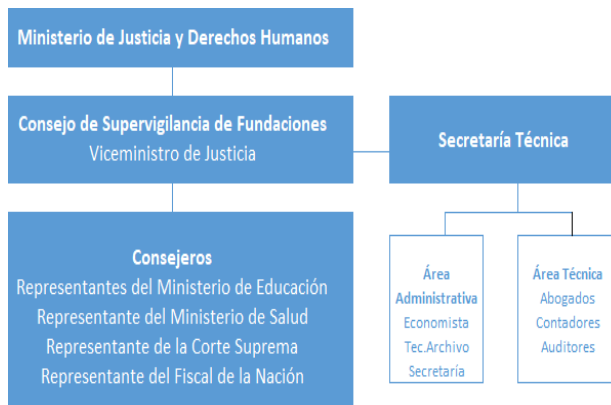 Ministerio de Justicia y Derechos Humanos
Consejo de Supervigilancia de Fundaciones
Viceministro de Justicia
Secretaría Técnica
Consejeros
Representantes del Ministerio de Educación
Representante del Ministerio de Salud
Representante de la Corte Suprema
Representante del Fiscal de la Nación
Área
Administrativa
Economista
Tec.Archivo
Secretaría
Área Técnica
Abogados
Contadores
Auditores